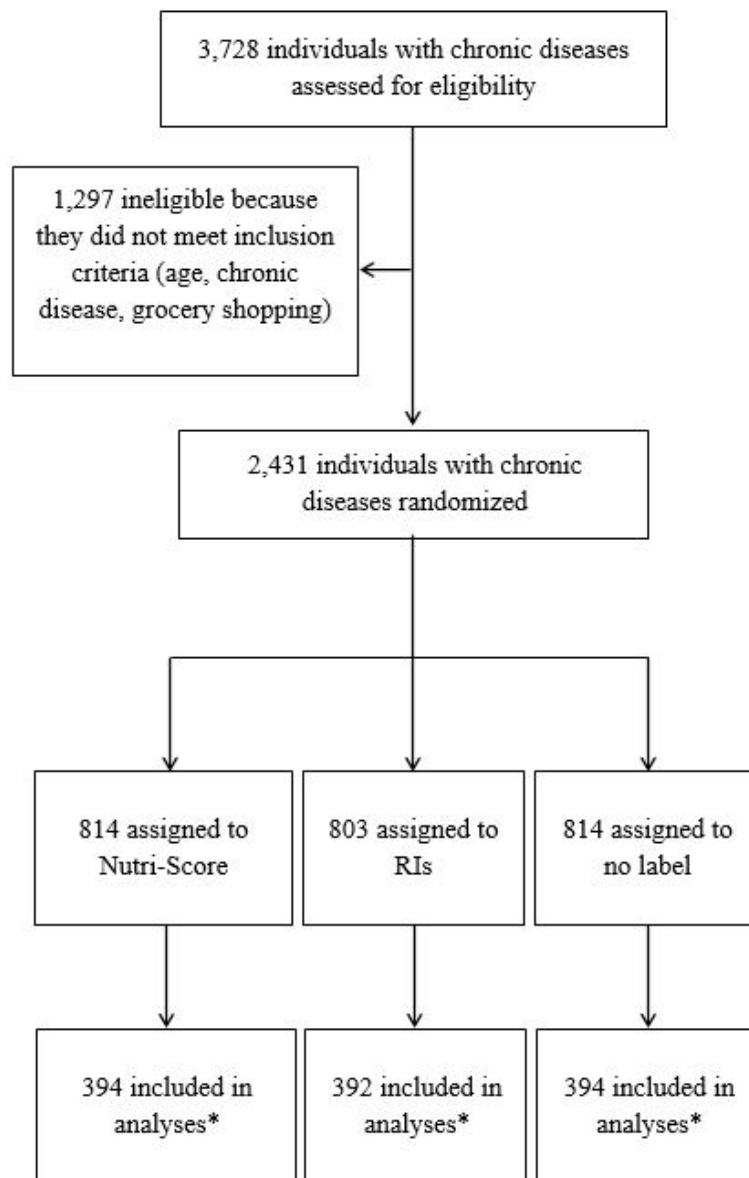 3,728 individuals with chronic diseases
assessed for eligibility
1,297 ineligible because
they did not meet inclusion
criteria (age, chronic
disease, grocery shopping)
2,431 individuals with chronic
diseases randomized
814 assigned to
Nutri-Score
803 assigned to
RIs
814 assigned to
no label
394 included in
analyses*
392 included in
analyses*
394 included in
analyses*